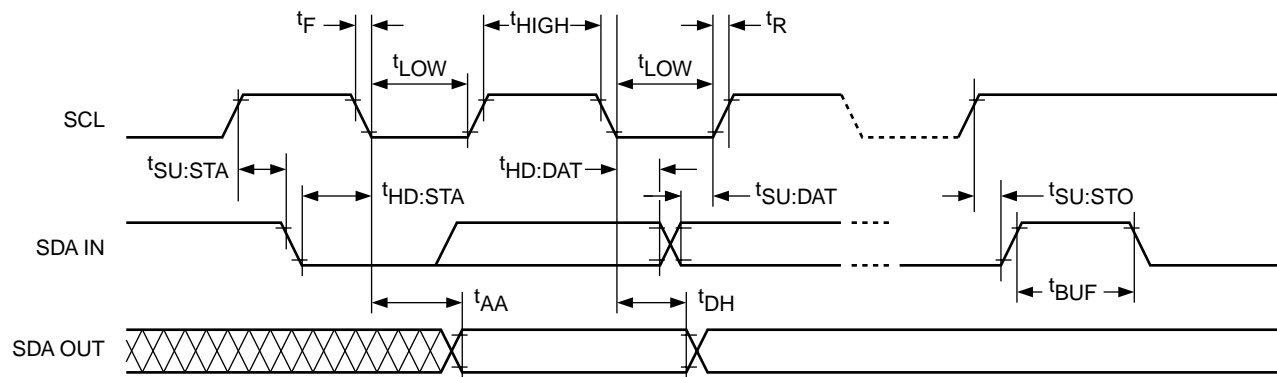 tF
tHIGH
tR
tLOW
tLOW
SCL
tSU:STA
tHD:STA
tHD:DAT
tSU:DAT
tSU:STO
SDA IN
tBUF
tAA
tDH
SDA OUT